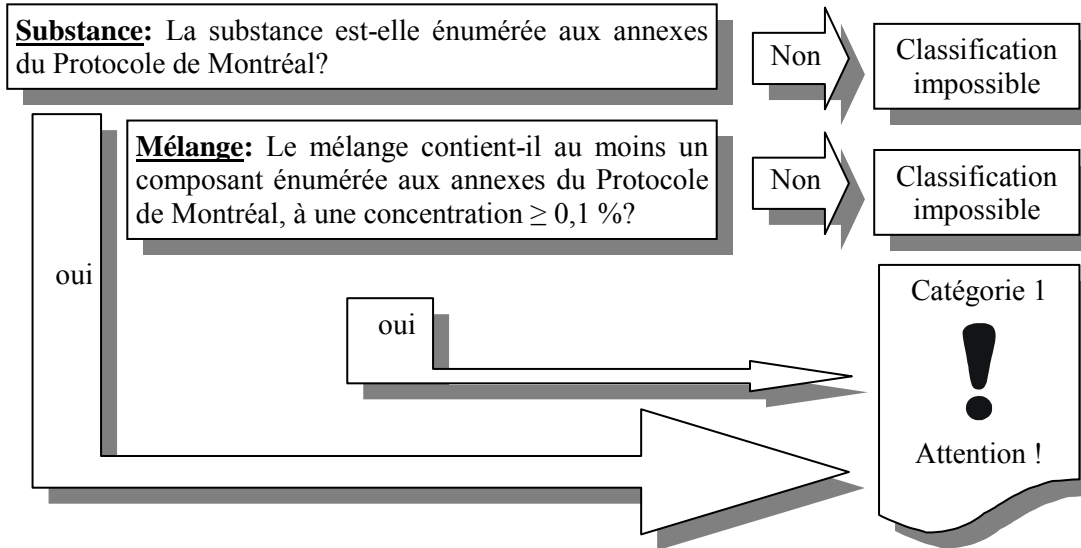 Substance: La substance est-elle énumérée aux annexes
du Protocole de Montréal?
Non
Classification
impossible
Mélange: Le mélange contient-il au moins un
composant énumérée aux annexes du Protocole
de Montréal, à une concentration ≥ 0,1 %?
Non
Classification
impossible
oui
oui
Catégorie 1
!
Attention !